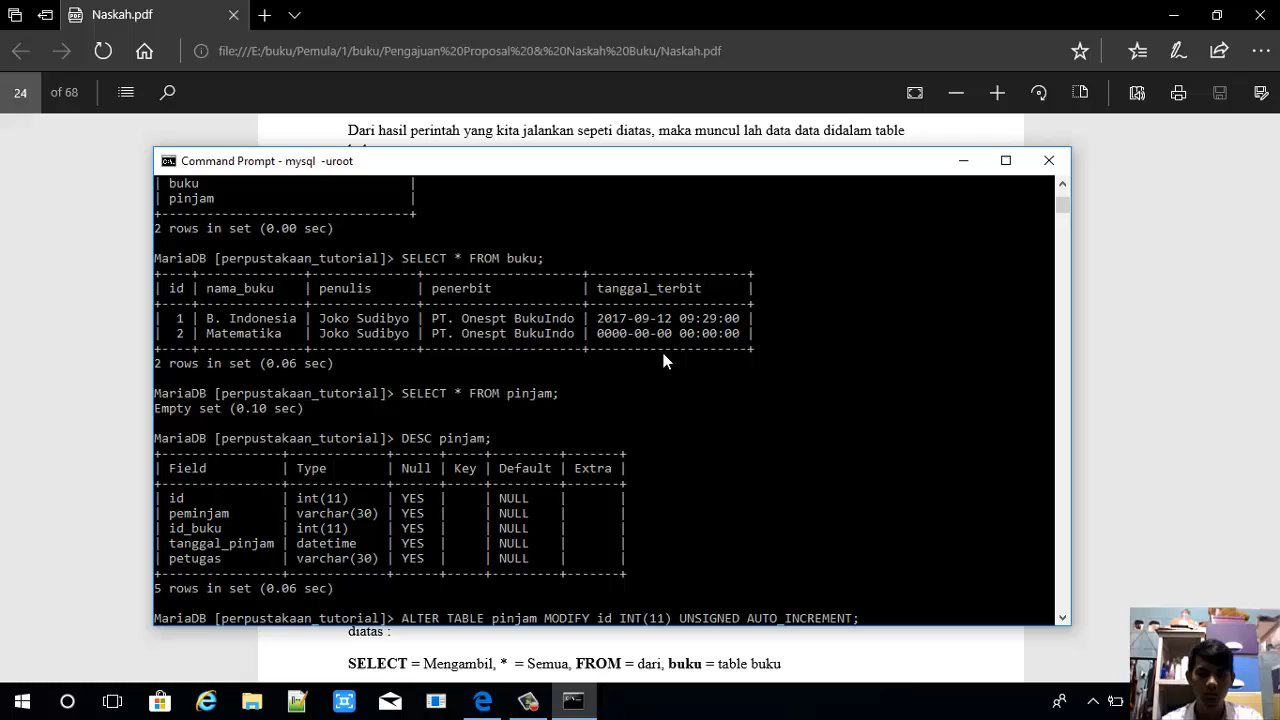 Naskah.pdf
file:///E:/buku/Pemula/1/buku/Pengajuan%20Proposal%20&%20Naskah%20Buku/Naskah.pdf
24 of 68
Dari hasil perintah yang kita jalankan sepeti diatas, maka muncul lah data data didalam table
Command Prompt - mysql -uroot
| buku |
| pinjam |
+---------------------------------+
2 rows in set (0.00 sec)
MariaDB [perpustakaan_tutorial]> SELECT * FROM buku;
+----+--------------+--------------+---------------------+---------------------+
| id | nama_buku | penulis | penerbit | tanggal_terbit |
+----+--------------+--------------+---------------------+---------------------+
| 1 | B. Indonesia | Joko Sudibyo | PT. Onespt BukuIndo | 2017-09-12 09:29:00 |
| 2 | Matematika | Joko Sudibyo | PT. Onespt BukuIndo | 0000-00-00 00:00:00 |
+----+--------------+--------------+---------------------+---------------------+
2 rows in set (0.06 sec)
MariaDB [perpustakaan_tutorial]> SELECT * FROM pinjam;
Empty set (0.10 sec)
MariaDB [perpustakaan_tutorial]> DESC pinjam;
+----------------+-------------+------+-----+---------+-------+
| Field | Type | Null | Key | Default | Extra |
+----------------+-------------+------+-----+---------+-------+
| id | int(11) | YES | | NULL | |
| peminjam | varchar(30) | YES | | NULL | |
| id_buku | int(11) | YES | | NULL | |
| tanggal_pinjam | datetime | YES | | NULL | |
| petugas | varchar(30) | YES | | NULL | |
+----------------+-------------+------+-----+---------+-------+
5 rows in set (0.06 sec)
MariaDB [perpustakaan_tutorial]> ALTER TABLE pinjam MODIFY id INT(11) UNSIGNED AUTO_INCREMENT;
diatas :
SELECT = Mengambil, * = Semua, FROM = dari, buku = table buku